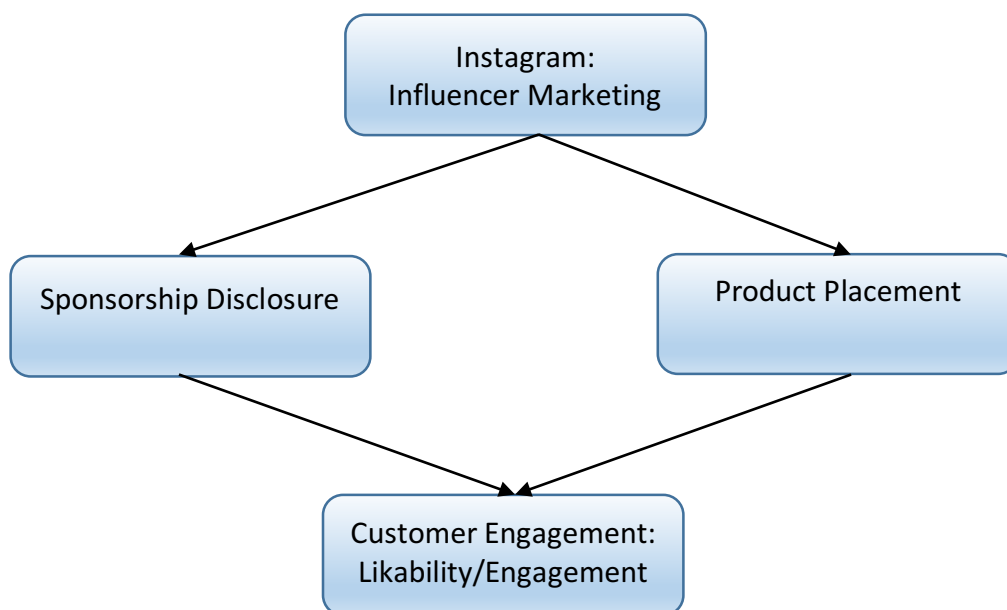 Instagram:
Influencer Marketing
Sponsorship Disclosure
Product Placement
Customer Engagement:
Likability/Engagement